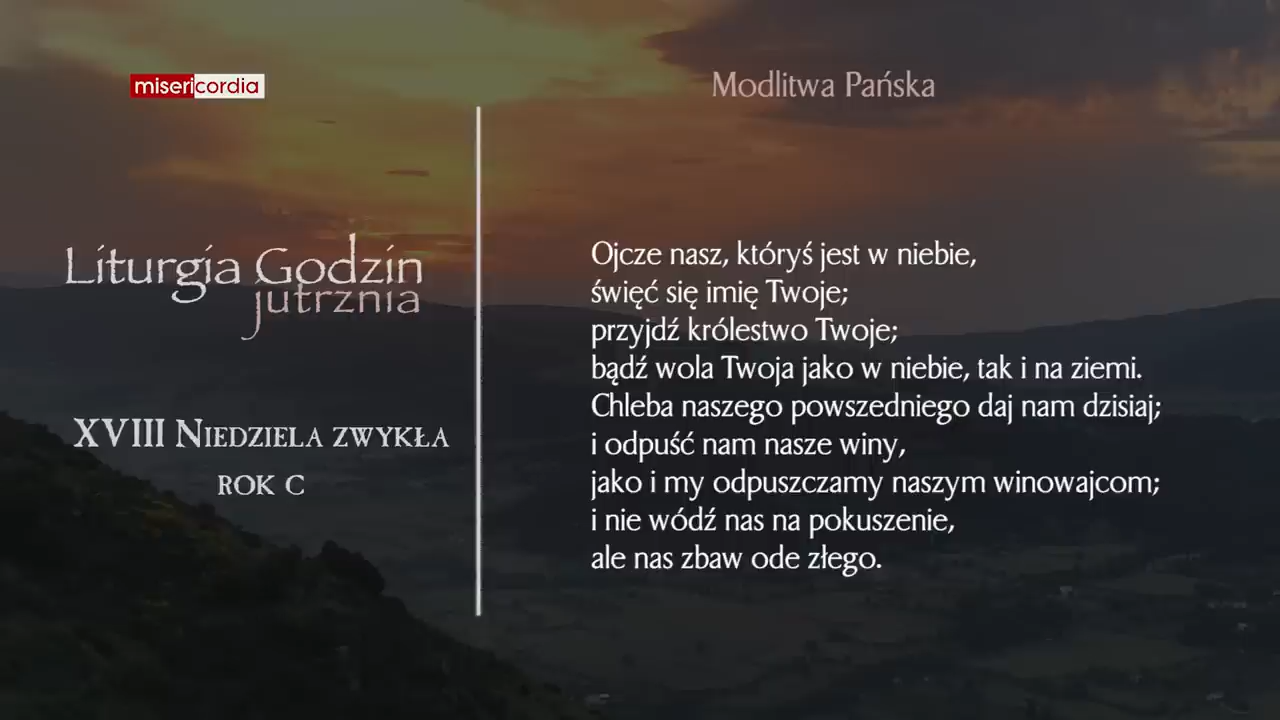 misericordia
Liturgia Godzin
jutrznia
XVIII Niedziela zwykła
rok C
Modlitwa Pańska
Ojcze nasz, któryś jest w niebie,
święć się imię Twoje;
przyjdź królestwo Twoje;
bądź wola Twoja jako w niebie, tak i na ziemi.
Chleba naszego powszedniego daj nam dzisiaj;
i odpuść nam nasze winy,
jako i my odpuszczamy naszym winowajcom;
i nie wódź nas na pokuszenie,
ale nas zbaw ode złego.